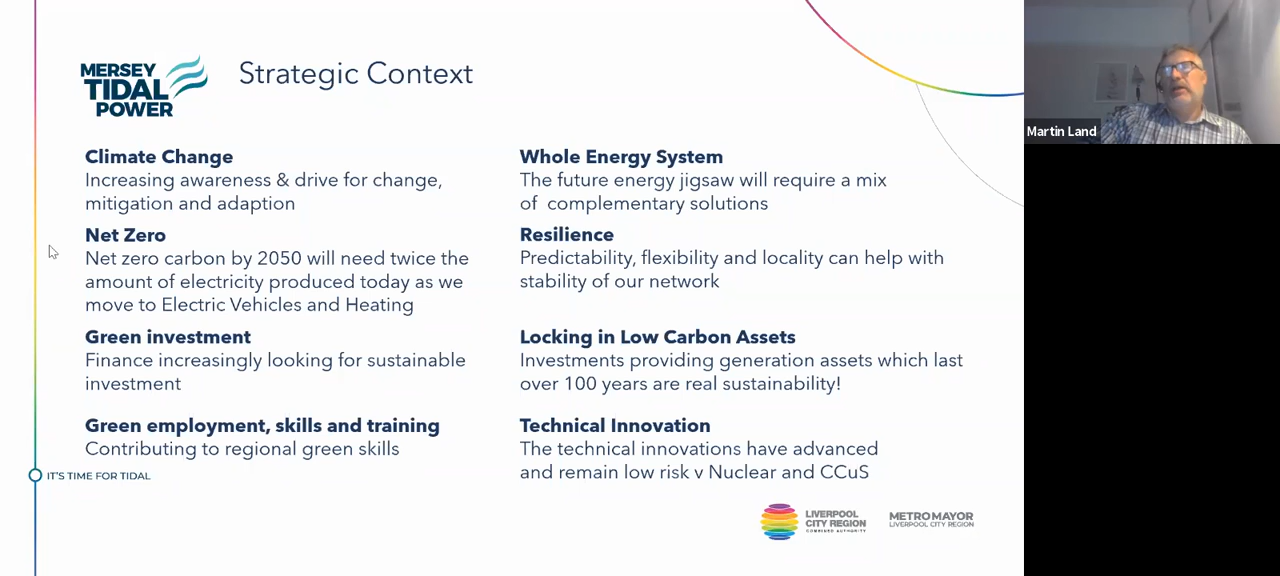 MERSEY
TIDAL
POWER
Strategic Context
Climate Change
Increasing awareness & drive for change,
mitigation and adaption
Net Zero
Net zero carbon by 2050 will need twice the
amount of electricity produced today as we
move to Electric Vehicles and Heating
Green investment
Finance increasingly looking for sustainable
investment
Green employment, skills and training
Contributing to regional green skills
IT'S TIME FOR TIDAL
Whole Energy System
The future energy jigsaw will require a mix
of  complementary solutions
Resilience
Predictability, flexibility and locality can help with
stability of our network
Locking in Low Carbon Assets
Investments providing generation assets which last
over 100 years are real sustainability!
Technical Innovation
The technical innovations have advanced
and remain low risk v Nuclear and CCuS
LIVERPOOL
CITY REGION
COMBINED AUTHORITY
METRO MAYOR
LIVERPOOL CITY REGION
Martin Land